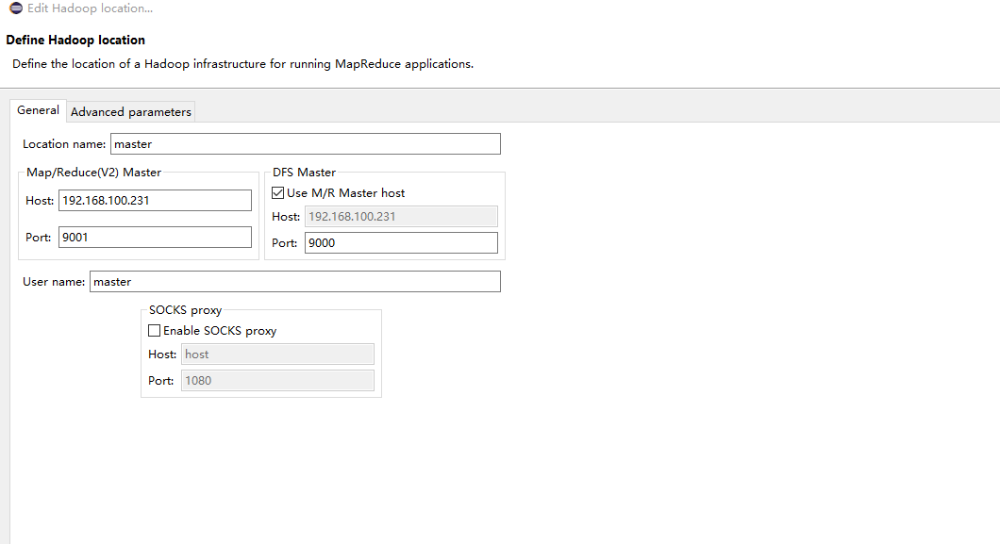 Edit Hadoop location...
Define Hadoop location
Define the location of a Hadoop infrastructure for running MapReduce applications.
General Advanced parameters
Location name: master
Map/Reduce(V2) Master
Host: 192.168.100.231
Port: 9001
DFS Master
Use M/R Master host
Host: 192.168.100.231
Port: 9000
User name: master
SOCKS proxy
Enable SOCKS proxy
Host: host
Port: 1080